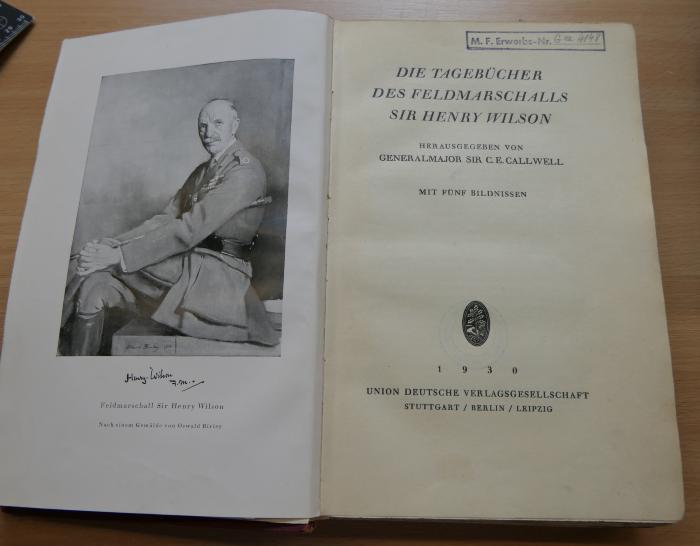 Henry Wilson
F.M.
Feldmarschall Sir Henry Wilson
Nach einem Gemälde von Oswald Birley
M. F. Erwerbs-Nr.
DIE TAGEBÜCHER
DES FELDMARSCHALLS
SIR HENRY WILSON
HERAUSGEGEBEN VON
GENERALMAJOR SIR C. E. CALLWELL
MIT FÜNF BILDNISSEN
1930
UNION DEUTSCHE VERLAGSGESELLSCHAFT
STUTTGART / BERLIN / LEIPZIG